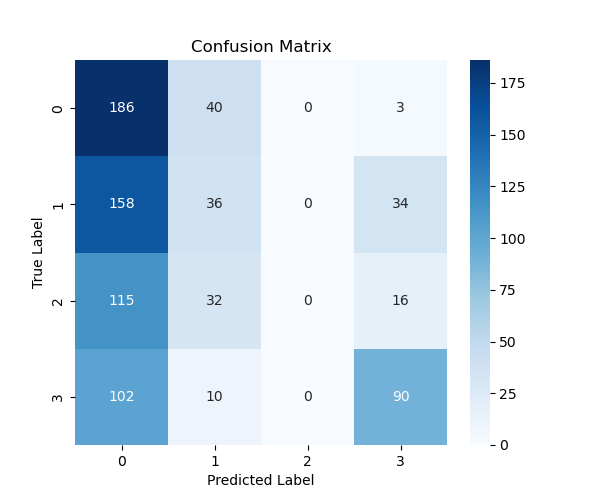 Confusion Matrix
0 186 40 0 3
1 158 36 0 34
2 115 32 0 16
3 102 10 0 90
0 1 2 3
True Label
Predicted Label
175
150
125
100
75
50
25
0